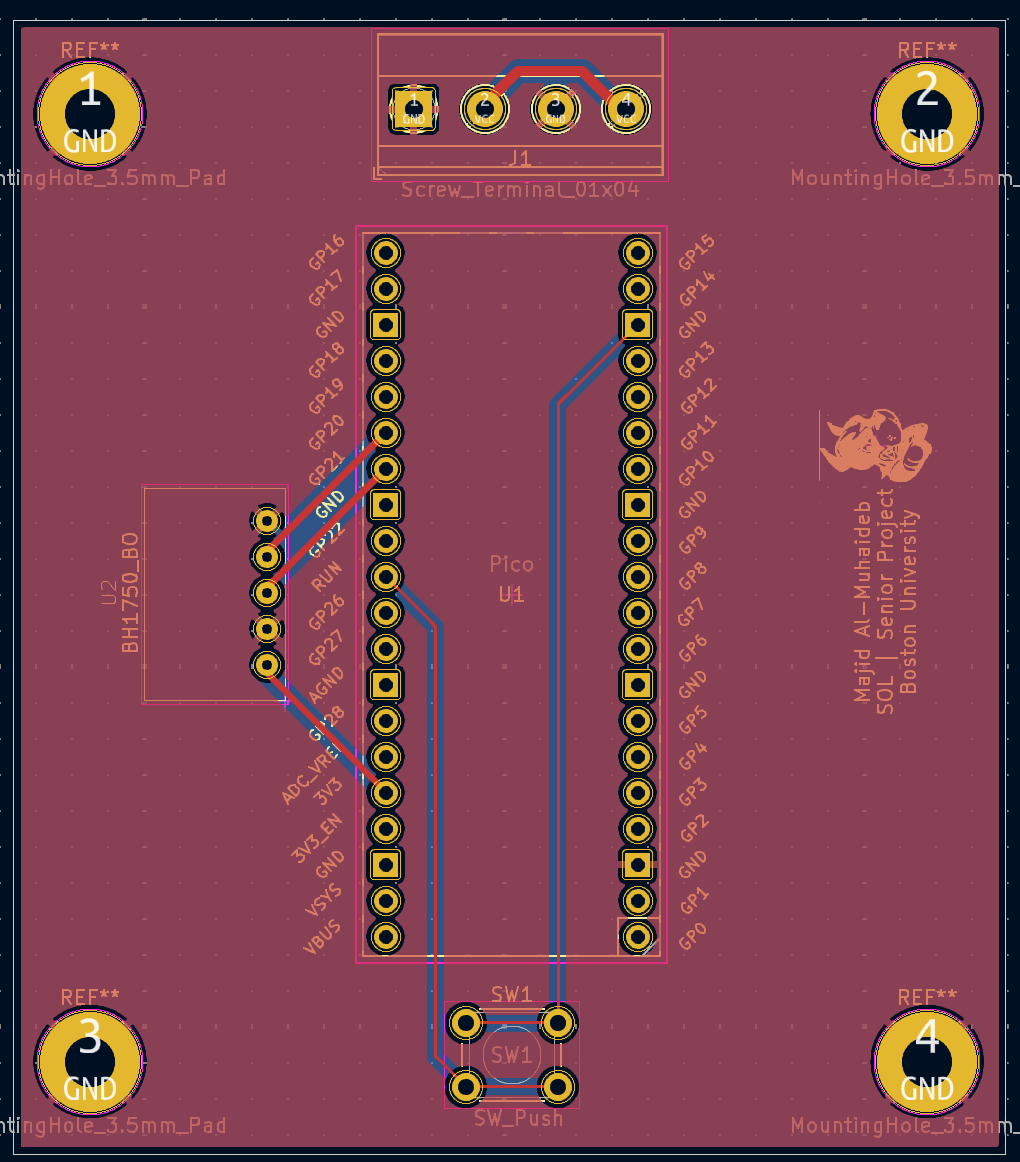 REF**
REF**
1
GND
2
GND
1
GND
2
VCC
3
GND
4
VCC
J1
Screw_Terminal_01x04
ntingHole_3.5mm_Pad
MountingHole_3.5mm_
GP16
GP15
GP17
GP14
GND
GND
GP18
GP13
GP19
GP12
GP20
GP11
GP21
GP10
GND
GND
GP22
GP9
RUN
GP8
GP26
GP7
GP27
GP6
AGND
GND
GP28
GP5
ADC_VREF
GP4
3V3
GP3
3V3_EN
GP2
GND
GND
VSYS
GP1
VBUS
GP0
Pico
U1
U2
BH1750_BO
Majid Al-Muhaideb
SOL | Senior Project
Boston University
SW1
SW1
SW_Push
REF**
REF**
3
GND
4
GND
ntingHole_3.5mm_Pad
MountingHole_3.5mm_